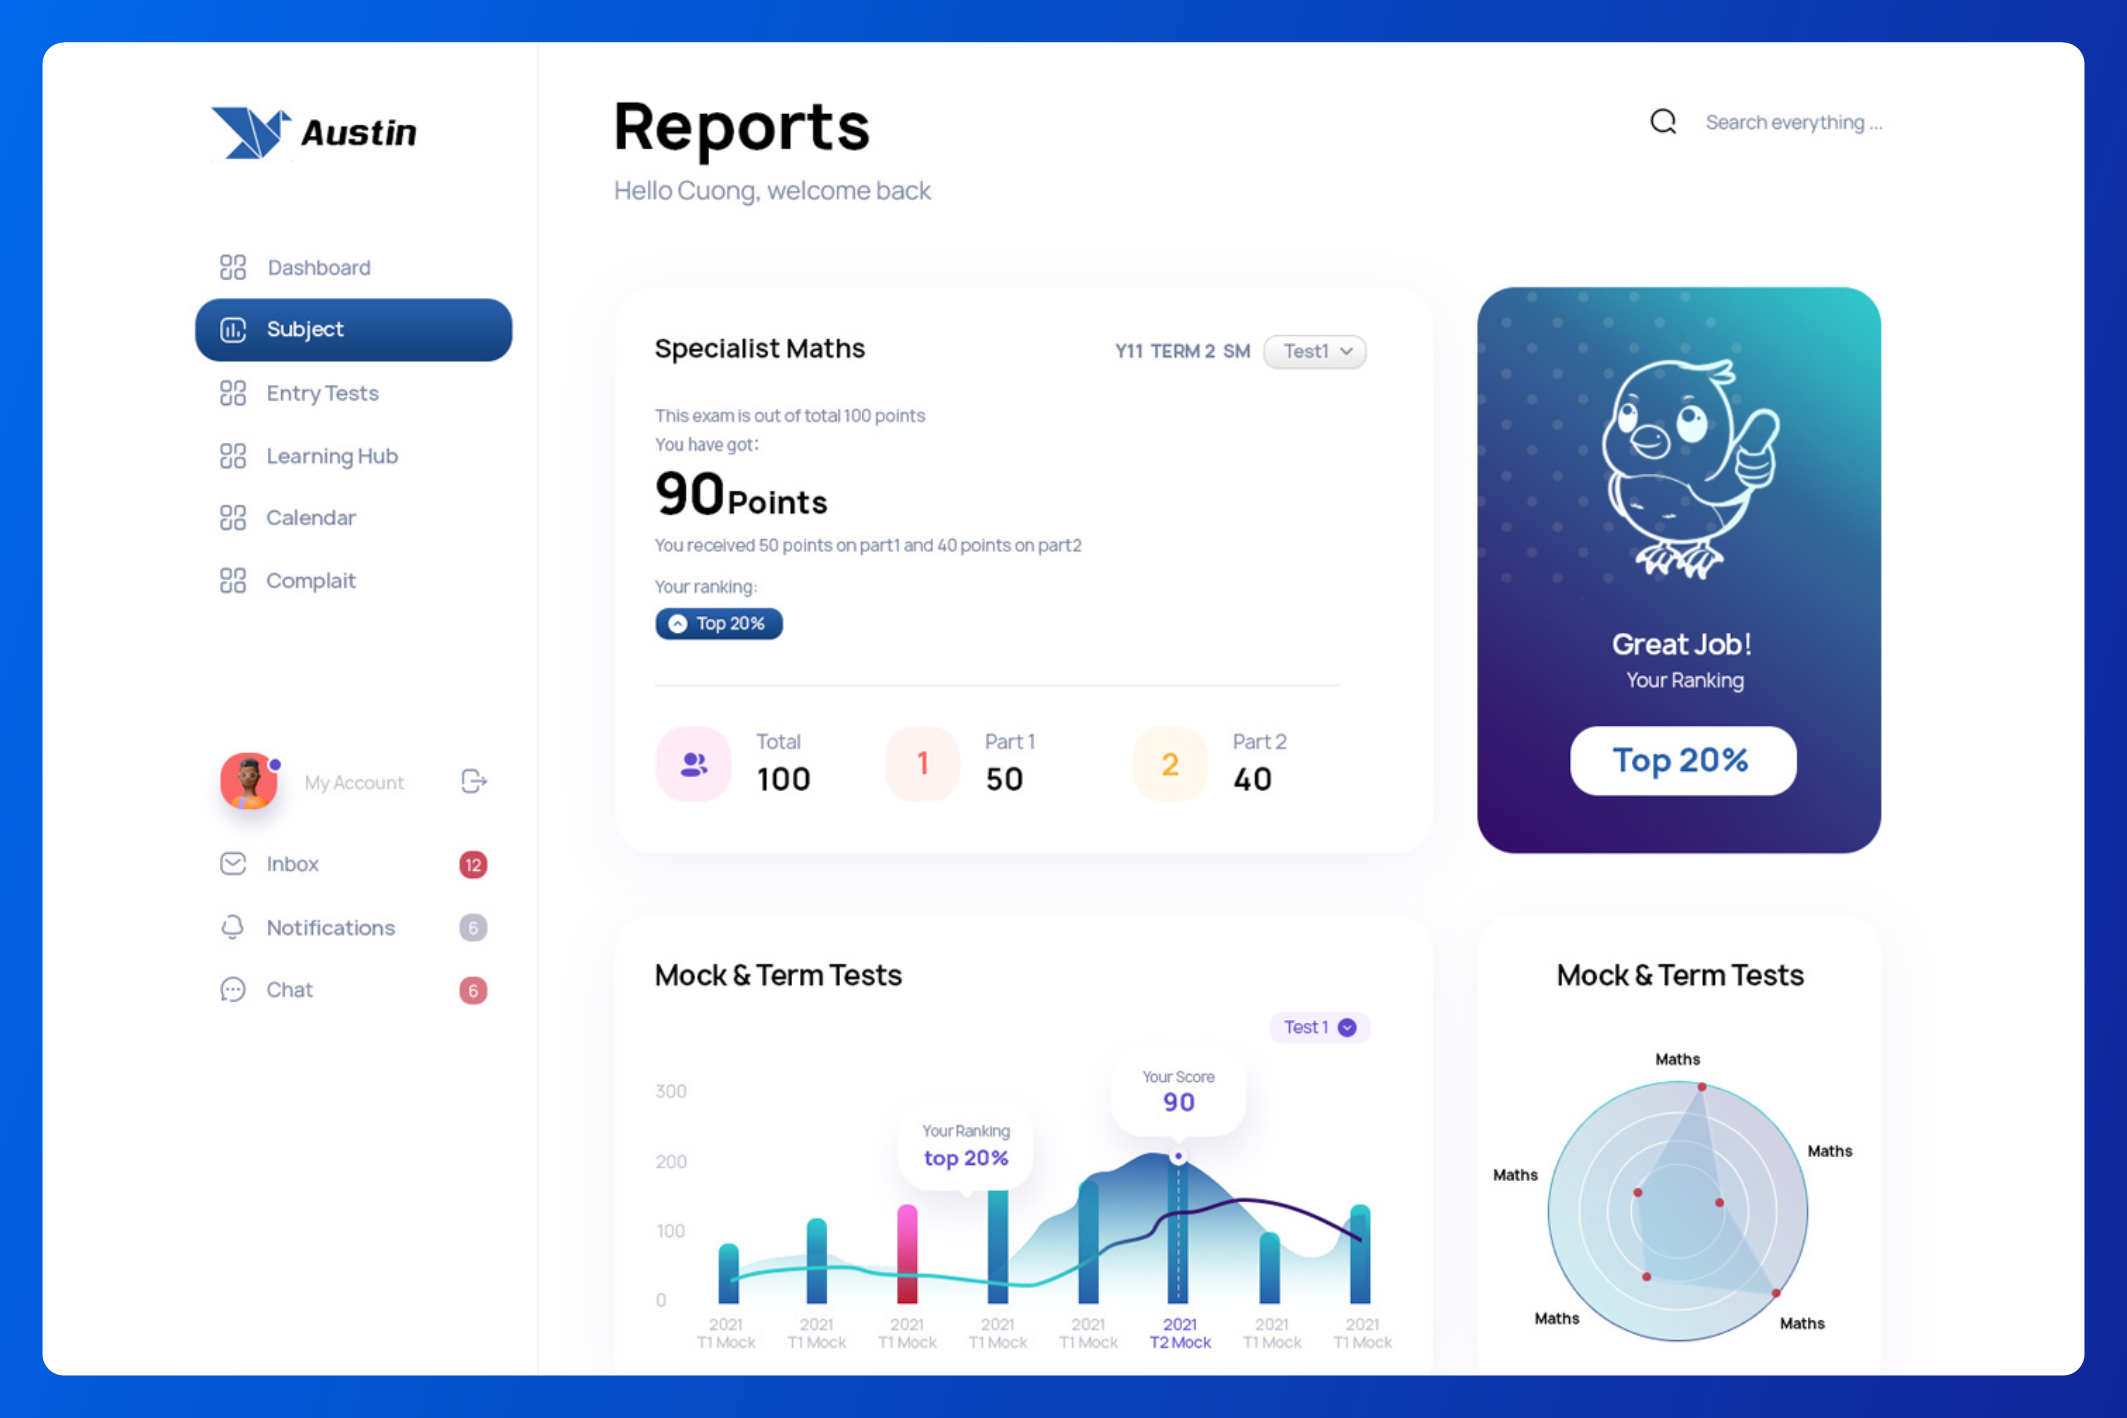 Austin
Dashboard
Subject
Entry Tests
Learning Hub
Calendar
Complait
My Account
Inbox
12
Notifications
6
Chat
6
Reports
Hello Cuong, welcome back
Search everything ...
Specialist Maths
Y11 TERM 2 SM
Test1
This exam is out of total 100 points
You have got:
90 Points
You received 50 points on part1 and 40 points on part2
Your ranking:
Top 20%
Total
100
1
Part 1
50
2
Part 2
40
Great Job!
Your Ranking
Top 20%
Mock & Term Tests
Test 1
300
200
100
0
Your Ranking
top 20%
Your Score
90
2021
T1 Mock
2021
T1 Mock
2021
T1 Mock
2021
T1 Mock
2021
T1 Mock
2021
T2 Mock
2021
T1 Mock
2021
T1 Mock
Mock & Term Tests
Maths
Maths
Maths
Maths
Maths